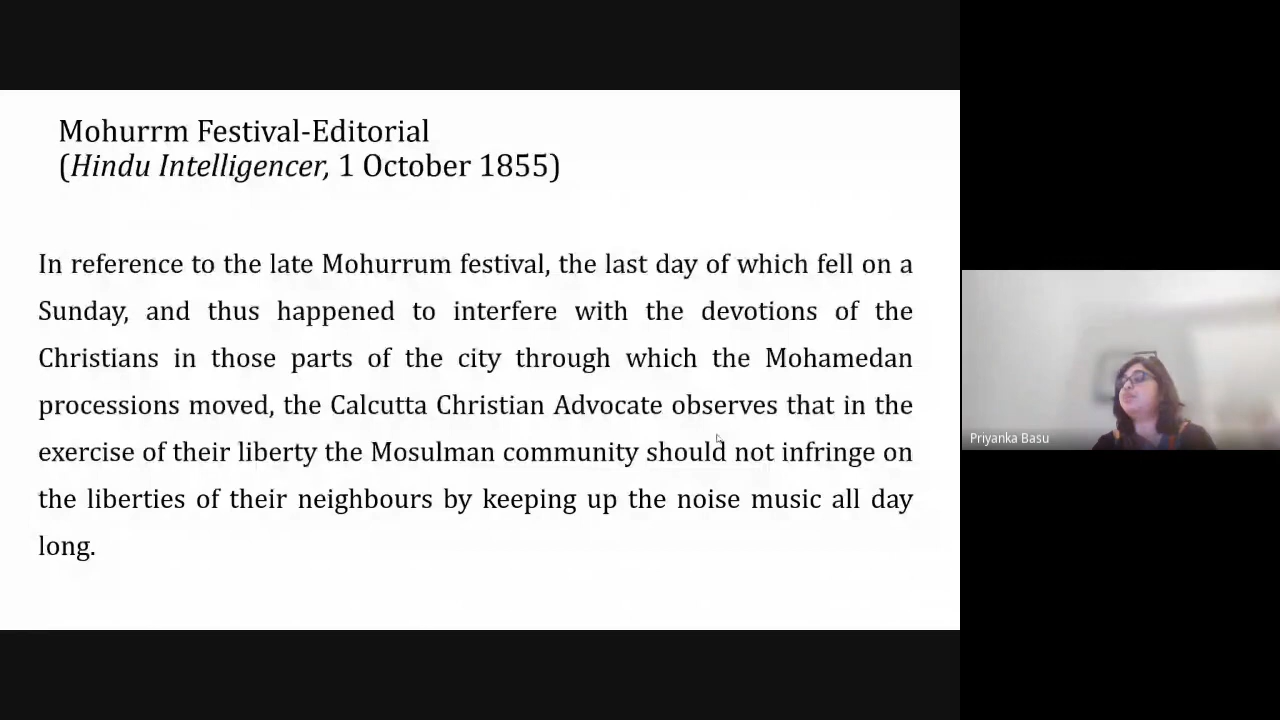 Mohurrm Festival-Editorial
(Hindu Intelligencer, 1 October 1855)
In reference to the late Mohurrum festival, the last day of which fell on a
Sunday, and thus happened to interfere with the devotions of the
Christians in those parts of the city through which the Mohamedan
processions moved, the Calcutta Christian Advocate observes that in the
exercise of their liberty the Mosulman community should not infringe on
the liberties of their neighbours by keeping up the noise music all day
long.
Priyanka Basu